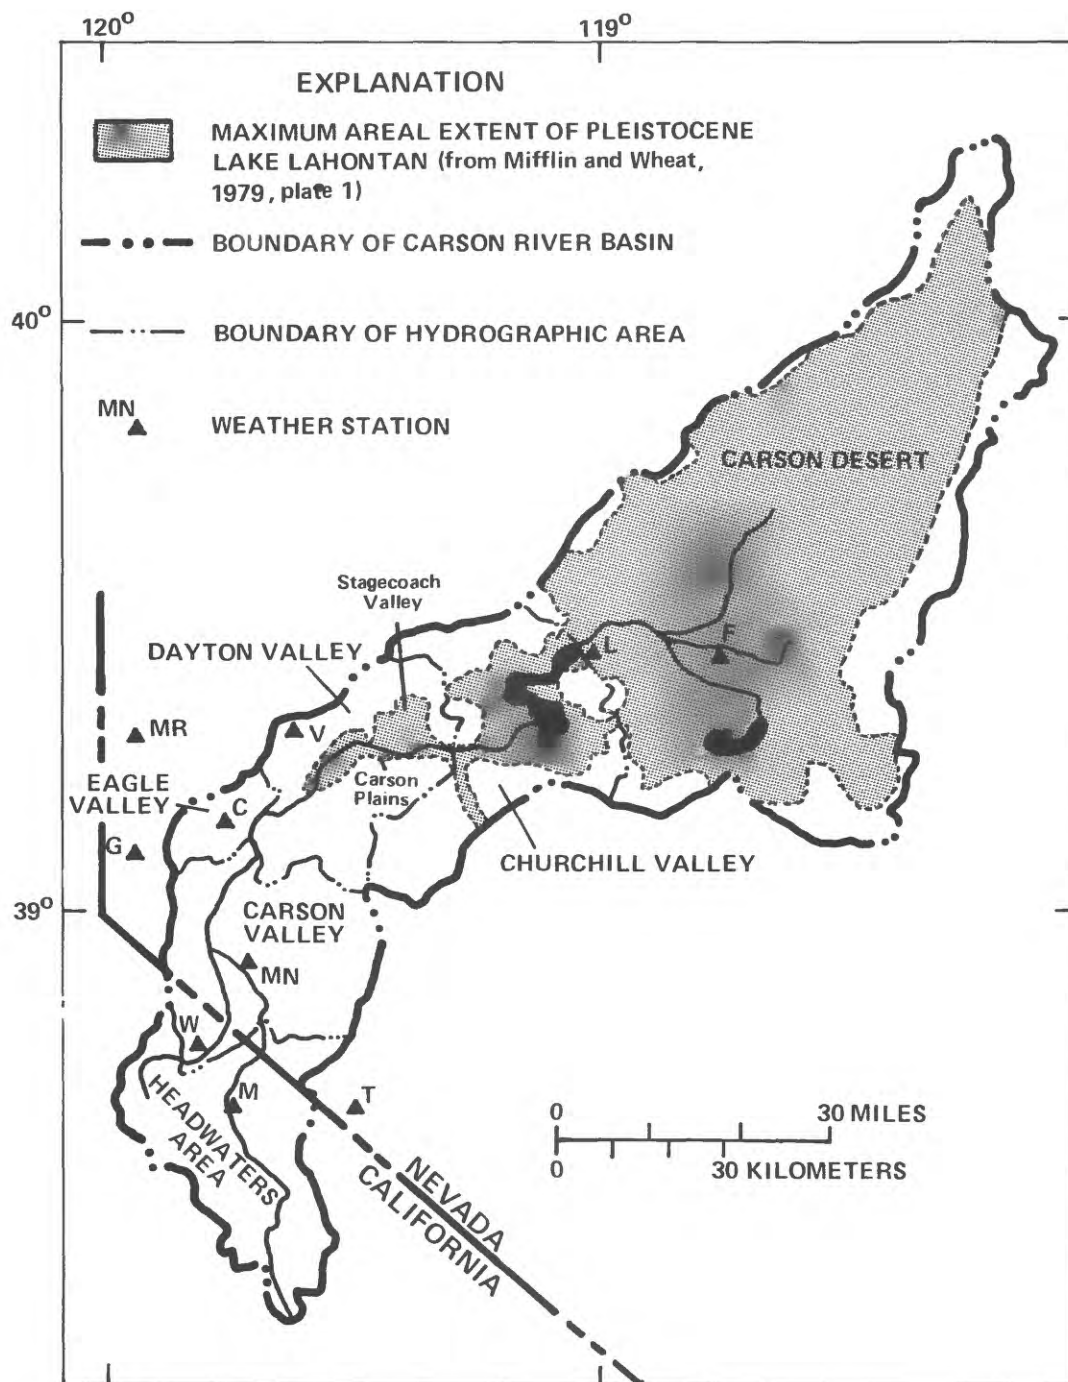 120°
119°
EXPLANATION
MAXIMUM AREAL EXTENT OF PLEISTOCENE
LAKE LAHONTAN (from Mifflin and Wheat,
1979, plate 1)
BOUNDARY OF CARSON RIVER BASIN
40°
BOUNDARY OF HYDROGRAPHIC AREA
MN
WEATHER STATION
CARSON DESERT
Stagecoach
Valley
DAYTON VALLEY
L
F
MR
V
EAGLE
VALLEY
C
Carson
Plains
G
CHURCHILL VALLEY
39°
CARSON
VALLEY
MN
W
HEADWATERS
AREA
M
T
0
30 MILES
0
30 KILOMETERS
NEVADA
CALIFORNIA